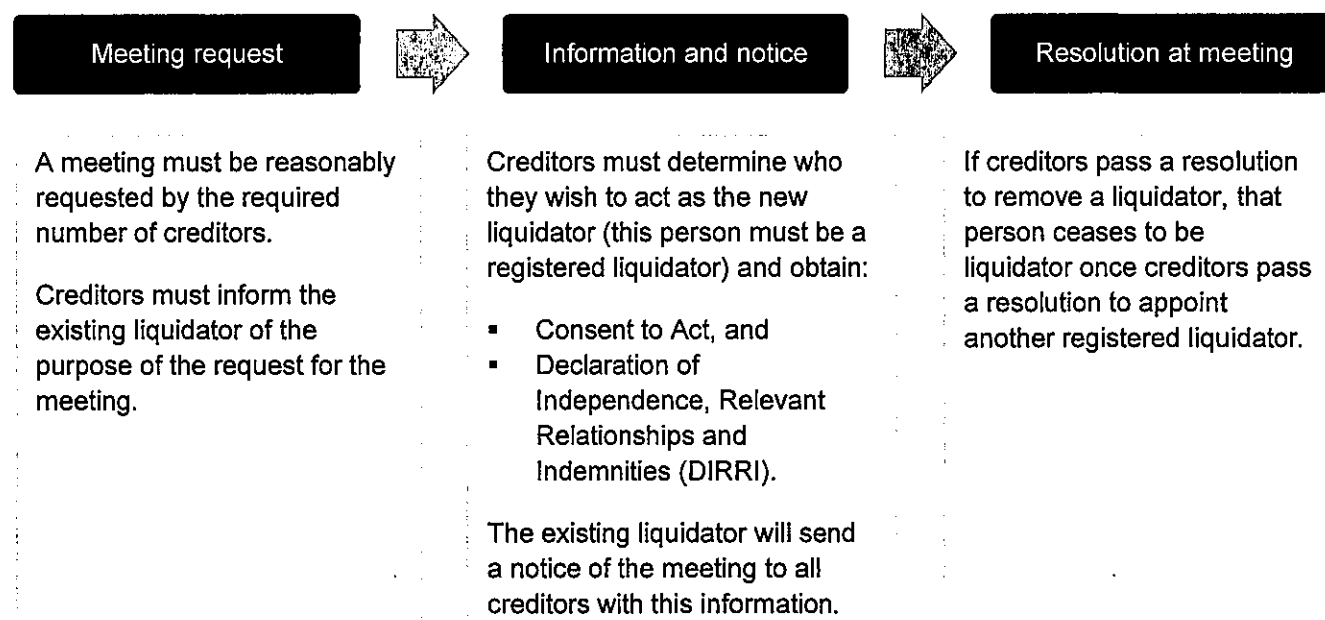 Meeting request
Information and notice
Resolution at meeting
A meeting must be reasonably
requested by the required
number of creditors.
Creditors must inform the
existing liquidator of the
purpose of the request for the
meeting.
Creditors must determine who
they wish to act as the new
liquidator (this person must be a
registered liquidator) and obtain:
▪ Consent to Act, and
▪ Declaration of
Independence, Relevant
Relationships and
Indemnities (DIRRI).
The existing liquidator will send
a notice of the meeting to all
creditors with this information.
If creditors pass a resolution
to remove a liquidator, that
person ceases to be
liquidator once creditors pass
a resolution to appoint
another registered liquidator.